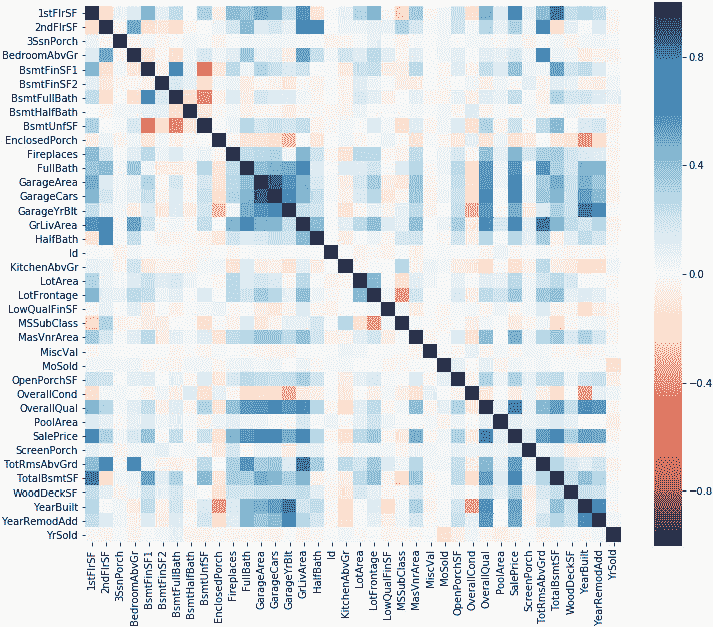 1stFlrSF
2ndFlrSF
3SsnPorch
BedroomAbvGr
BsmtFinSF1
BsmtFinSF2
BsmtFullBath
BsmtHalfBath
BsmtUnfSF
EnclosedPorch
Fireplaces
FullBath
GarageArea
GarageCars
GarageYrBlt
GrLivArea
HalfBath
Id
KitchenAbvGr
LotArea
LotFrontage
LowQualFinSF
MSSubClass
MasVnrArea
MiscVal
MoSold
OpenPorchSF
OverallCond
OverallQual
PoolArea
SalePrice
ScreenPorch
TotRmsAbvGrd
TotalBsmtSF
WoodDeckSF
YearBuilt
YearRemodAdd
YrSold
1stFlrSF
2ndFlrSF
3SsnPorch
BedroomAbvGr
BsmtFinSF1
BsmtFinSF2
BsmtFullBath
BsmtHalfBath
BsmtUnfSF
EnclosedPorch
Fireplaces
FullBath
GarageArea
GarageCars
GarageYrBlt
GrLivArea
HalfBath
Id
KitchenAbvGr
LotArea
LotFrontage
LowQualFinSF
MSSubClass
MasVnrArea
MiscVal
MoSold
OpenPorchSF
OverallCond
OverallQual
PoolArea
SalePrice
ScreenPorch
TotRmsAbvGrd
TotalBsmtSF
WoodDeckSF
YearBuilt
YearRemodAdd
YrSold
0.8
0.4
0.0
−0.4
−0.8